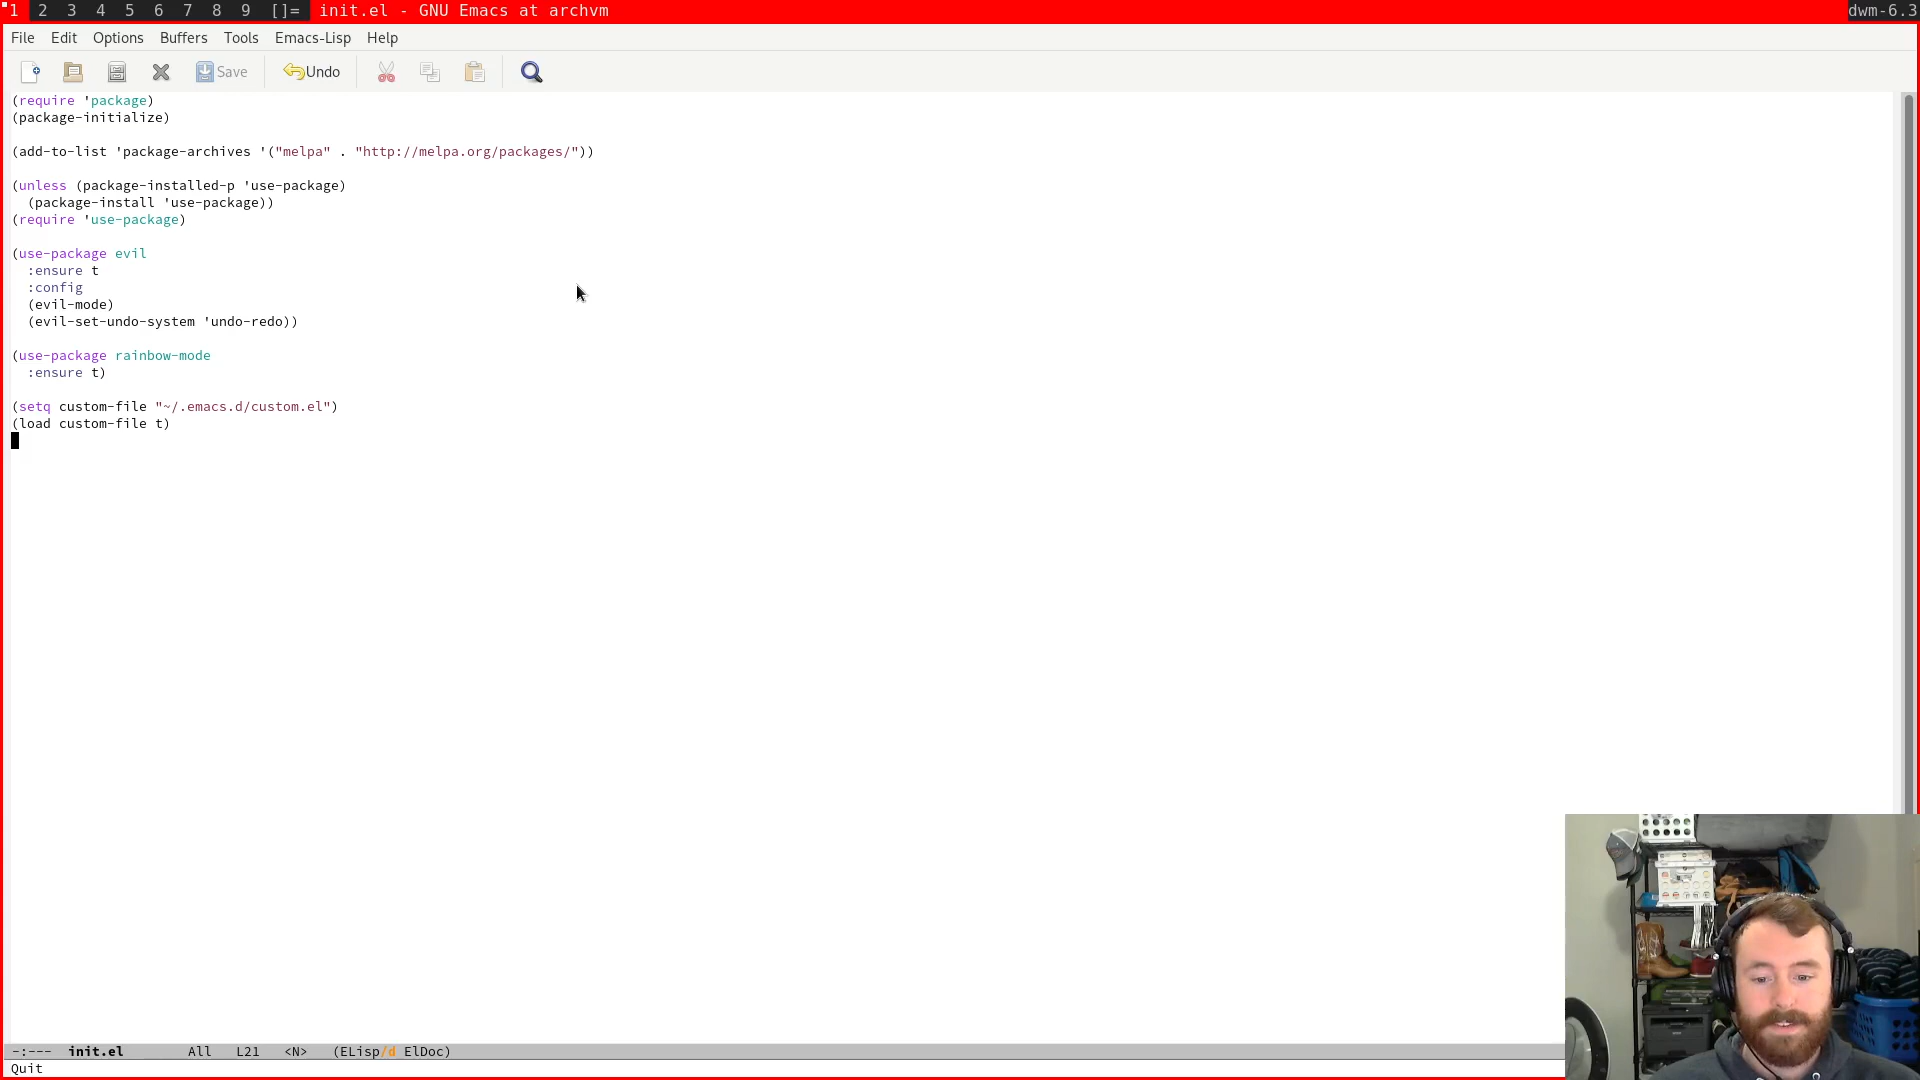 1 2 3 4 5 6 7 8 9 []= init.el - GNU Emacs at archvm dwm-6.3
File Edit Options Buffers Tools Emacs-Lisp Help
Save Undo
(require 'package)
(package-initialize)
(add-to-list 'package-archives '("melpa" . "http://melpa.org/packages/"))
(unless (package-installed-p 'use-package)
(package-install 'use-package))
(require 'use-package)
(use-package evil
:ensure t
:config
(evil-mode)
(evil-set-undo-system 'undo-redo))
(use-package rainbow-mode
:ensure t)
(setq custom-file "~/.emacs.d/custom.el")
(load custom-file t)
-:--- init.el All L21 <N> (ELisp/d ElDoc)
Quit